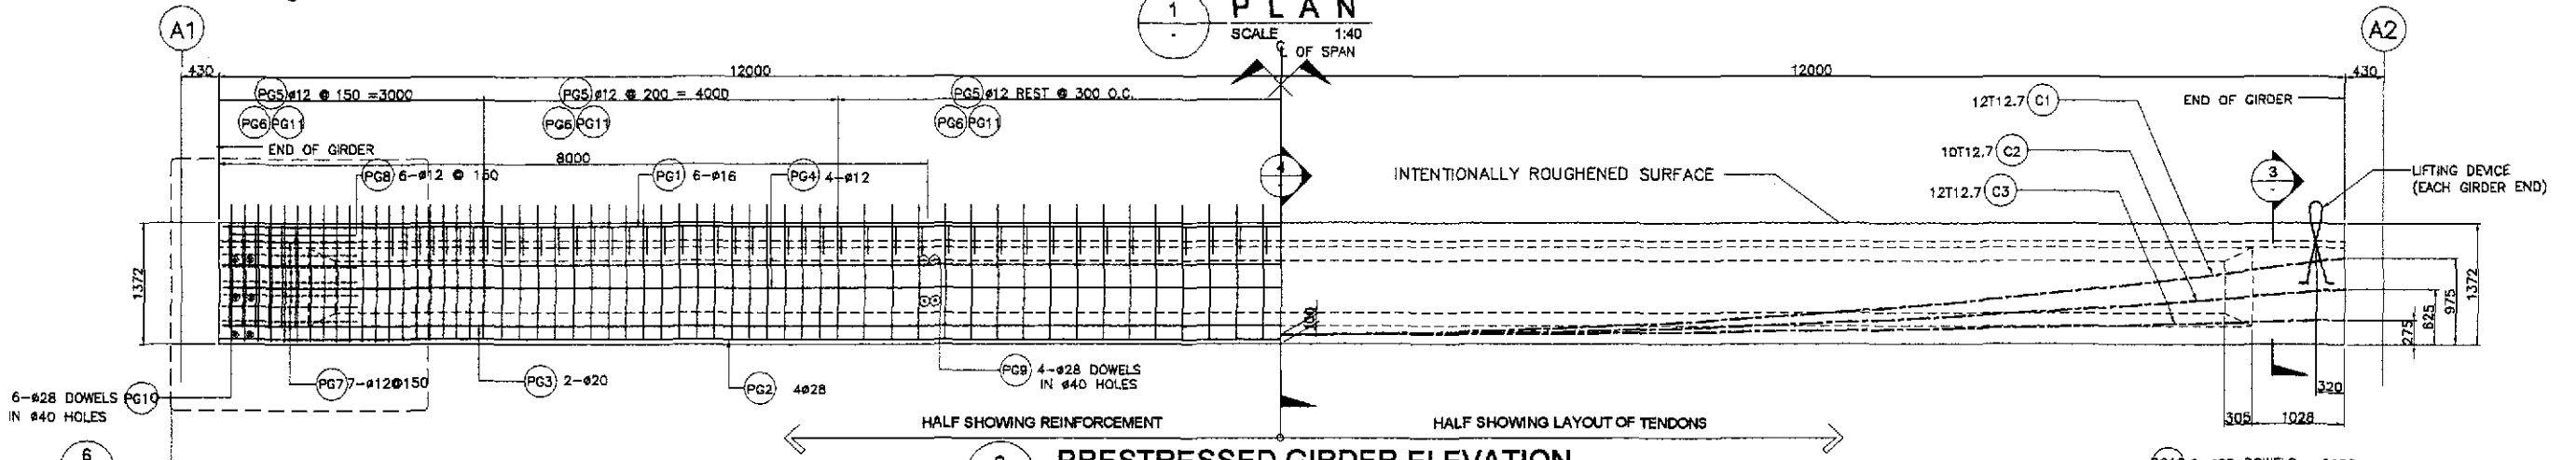 1
-
PLAN
SCALE 1:40
A1
A2
℄ OF SPAN
430
12000
12000
430
PG5 ø12 @ 150 =3000
PG5 ø12 @ 200 = 4000
PG5 ø12 REST @ 300 O.C.
PG6 PG11
PG6 PG11
PG6 PG11
12T12.7 C1
END OF GIRDER
END OF GIRDER
8000
10T12.7 C2
PG8 6-ø12 @ 150
PG1 6-ø16
PG4 4-ø12
4
INTENTIONALLY ROUGHENED SURFACE
12T12.7 C3
3
-
LIFTING DEVICE
(EACH GIRDER END)
1372
100
275
625
975
1372
PG7 7-ø12@150
PG3 2-ø20
PG2 4ø28
PG9 4-ø28 DOWELS
IN ø40 HOLES
320
6-ø28 DOWELS PG10
IN ø40 HOLES
305
1028
HALF SHOWING REINFORCEMENT
HALF SHOWING LAYOUT OF TENDONS
6
PRESTRESSED GIRDER ELEVATION